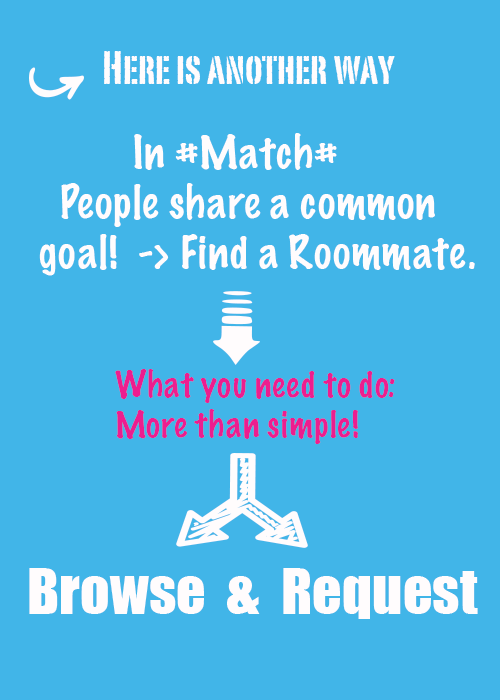 HERE IS ANOTHER WAY
In #Match#
People share a common
goal! -> Find a Roommate.
What you need to do:
More than simple!
Browse & Request